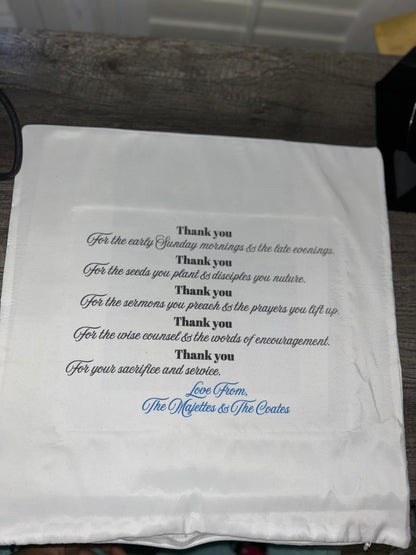 Thank you
For the early Sunday mornings & the late evenings.
Thank you
For the seeds you plant & disciples you nuture.
Thank you
For the sermons you preach & the prayers you lift up.
Thank you
For the wise counsel & the words of encouragement.
Thank you
For your sacrifice and service.
Love From,
The Majettes & The Coates